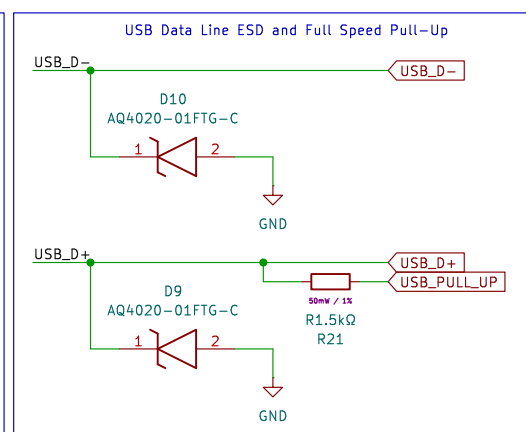 USB Data Line ESD and Full Speed Pull-Up
USB_D-
USB_D-
D10
AQ4020-01FTG-C
1
2
GND
USB_D+
USB_D+
USB_PULL_UP
50mW / 1%
R1.5kΩ
R21
D9
AQ4020-01FTG-C
1
2
GND